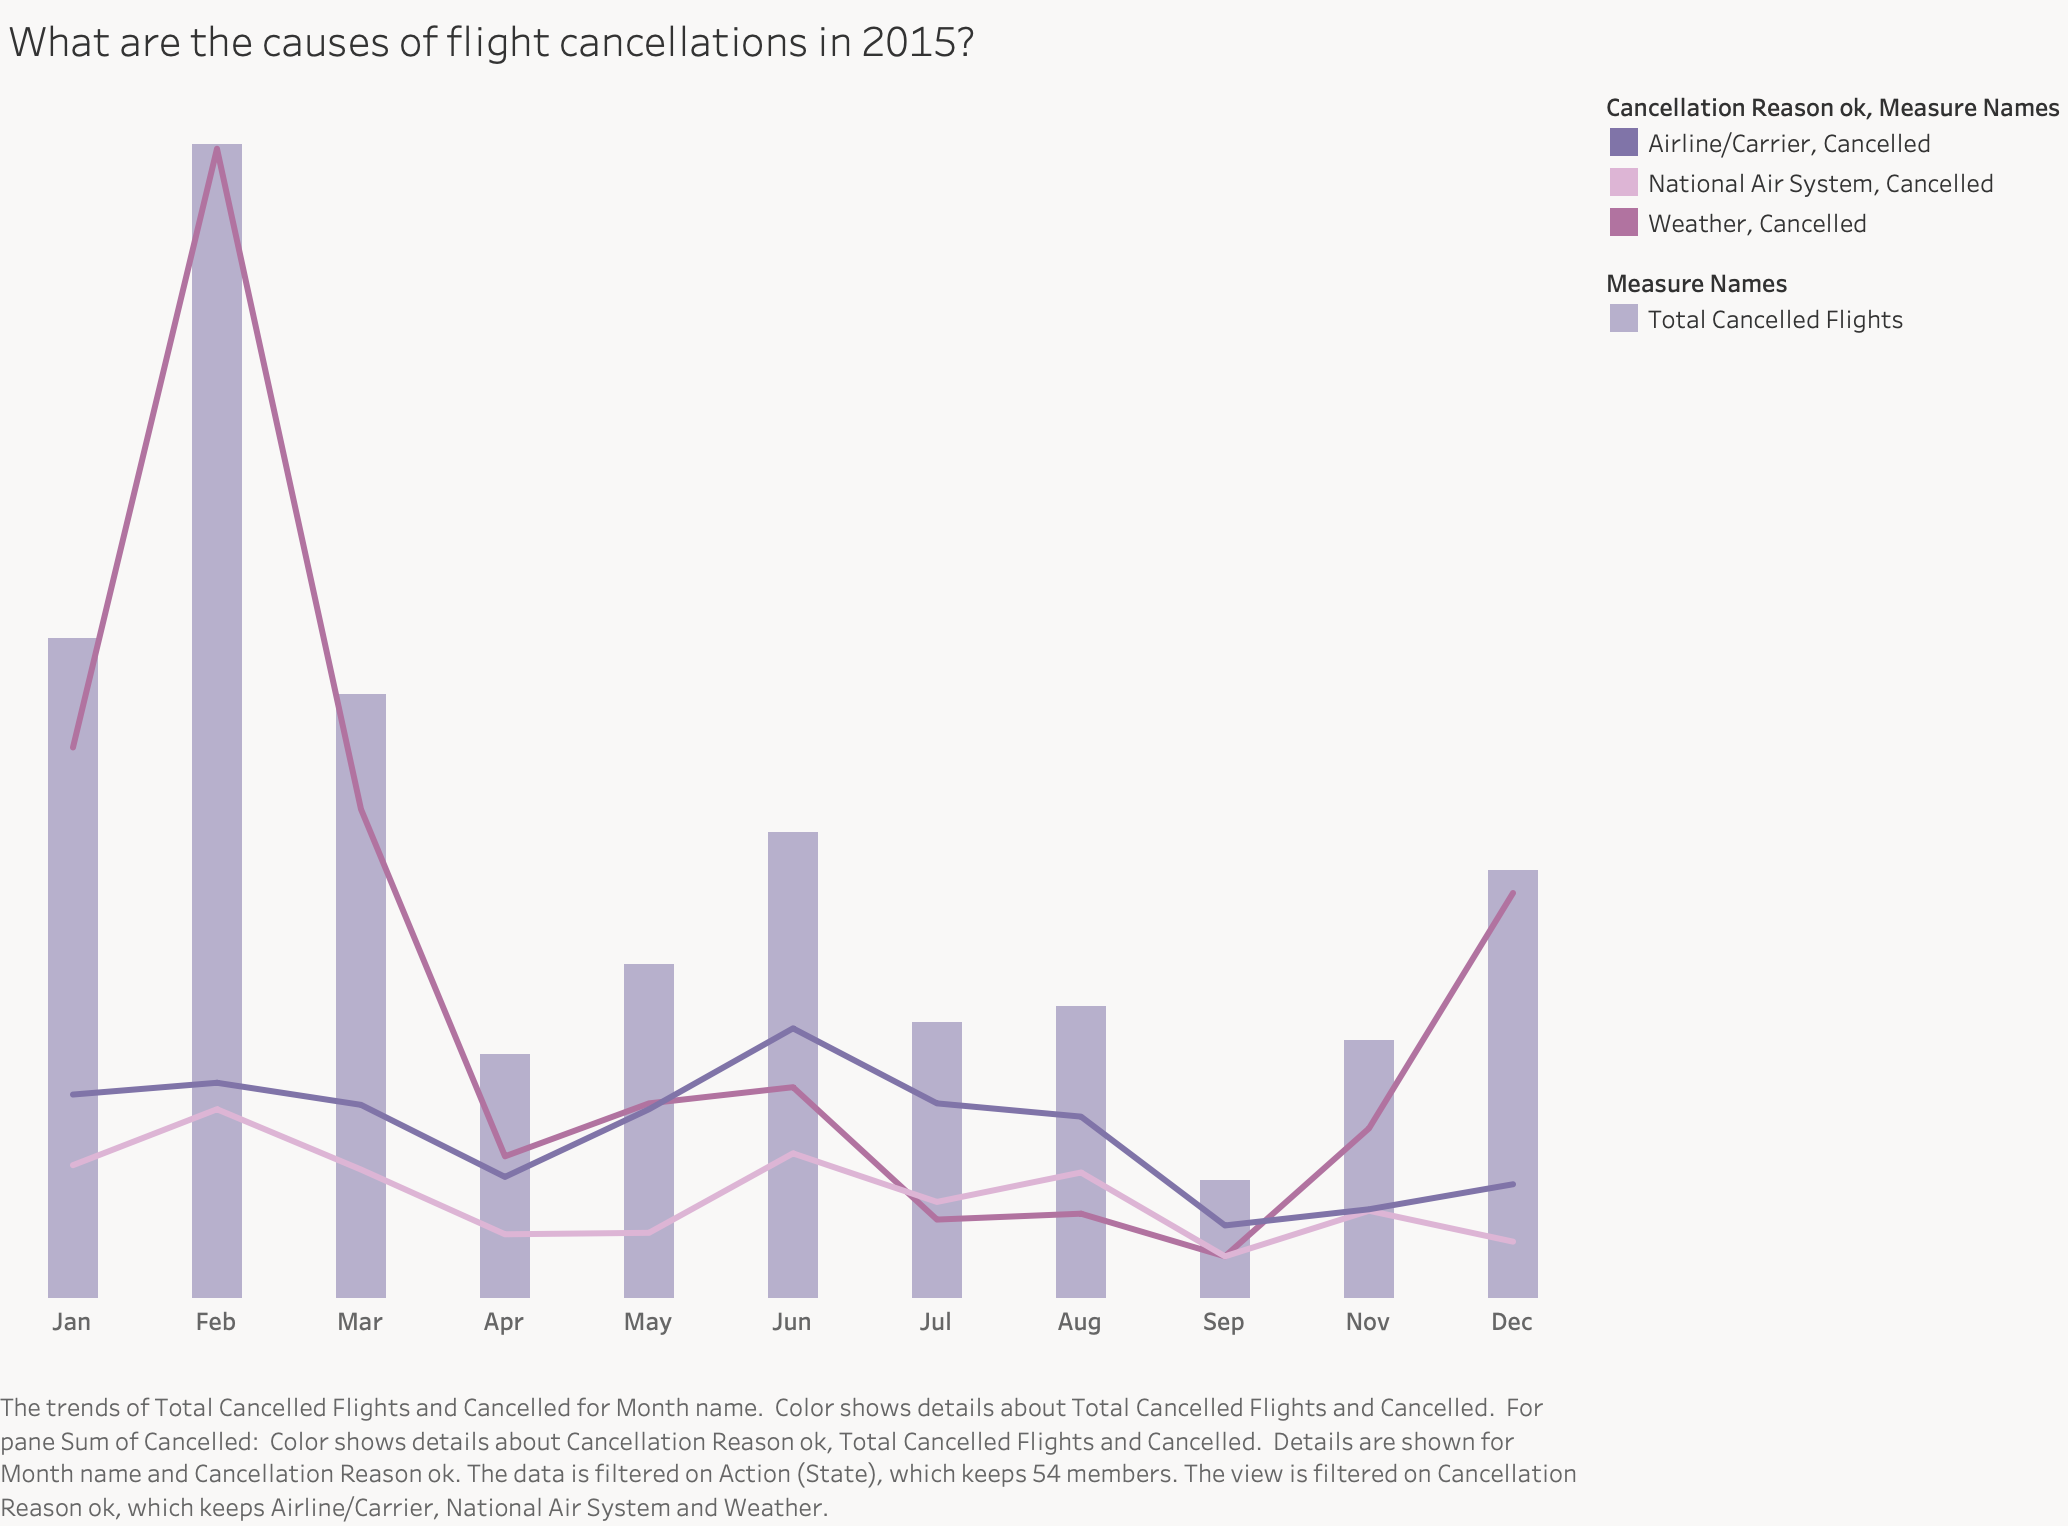 What are the causes of flight cancellations in 2015?
Cancellation Reason ok, Measure Names
Airline/Carrier, Cancelled
National Air System, Cancelled
Weather, Cancelled
Measure Names
Total Cancelled Flights
Jan Feb Mar Apr May Jun Jul Aug Sep Nov Dec
The trends of Total Cancelled Flights and Cancelled for Month name.  Color shows details about Total Cancelled Flights and Cancelled.  For
pane Sum of Cancelled:  Color shows details about Cancellation Reason ok, Total Cancelled Flights and Cancelled.  Details are shown for
Month name and Cancellation Reason ok. The data is filtered on Action (State), which keeps 54 members. The view is filtered on Cancellation
Reason ok, which keeps Airline/Carrier, National Air System and Weather.